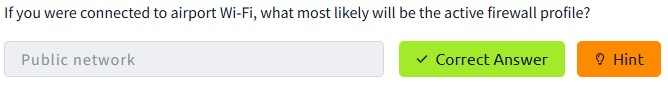 If you were connected to airport Wi-Fi, what most likely will be the active firewall profile?
Public network
Correct Answer
Hint